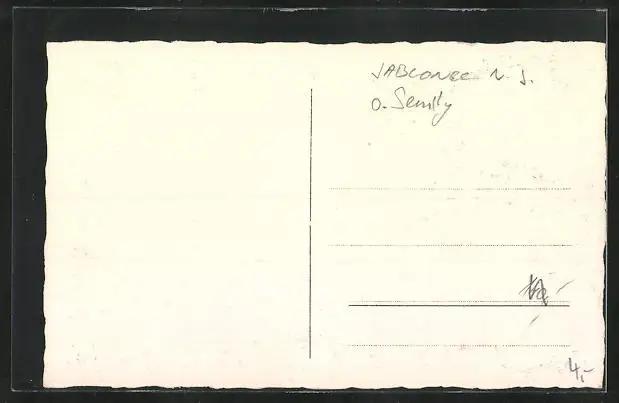 JABLONEC N J.
o. Semily
4,-